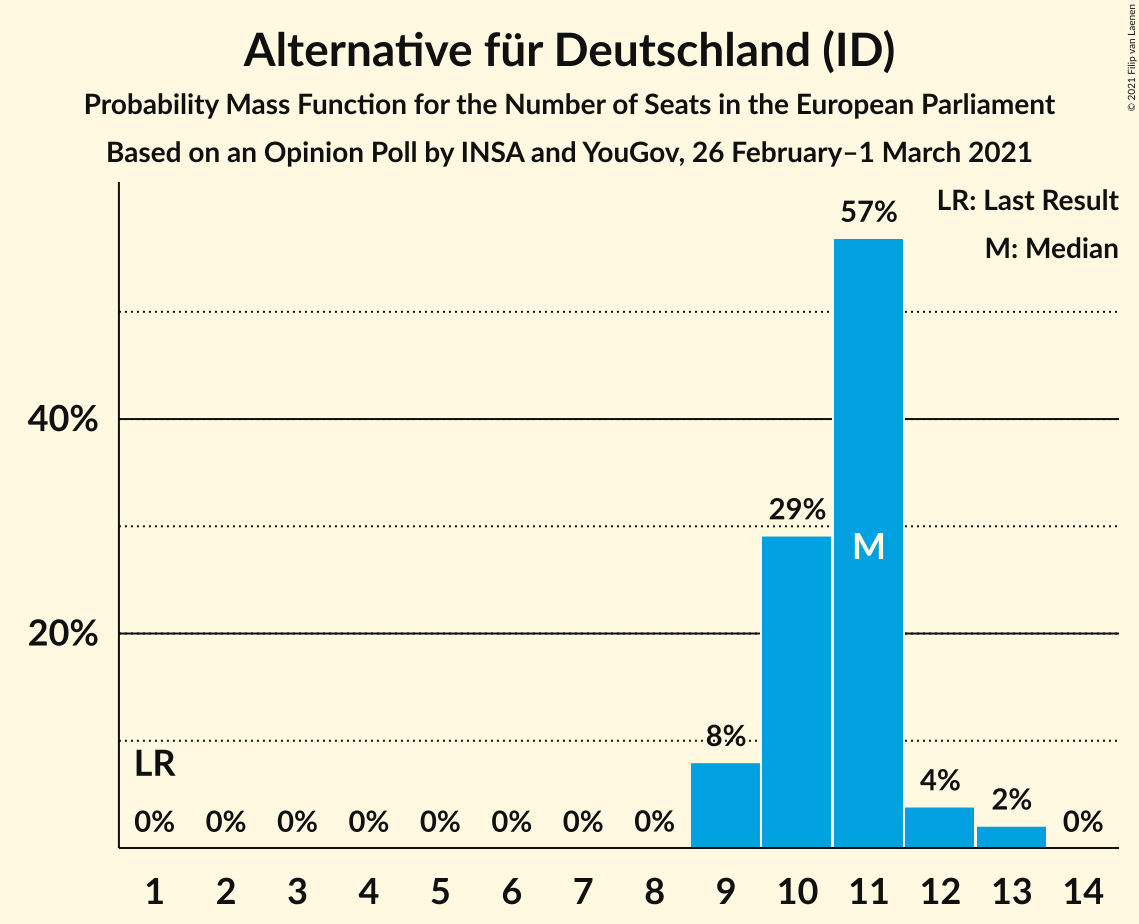 Alternative für Deutschland (ID)
Probability Mass Function for the Number of Seats in the European Parliament
Based on an Opinion Poll by INSA and YouGov, 26 February–1 March 2021
© 2021 Filip van Laenen
LR: Last Result
M: Median
57%
40%
29%
M
20%
8%
LR
4%
2%
0% 0% 0% 0% 0% 0% 0% 0% 0%
1 2 3 4 5 6 7 8 9 10 11 12 13 14